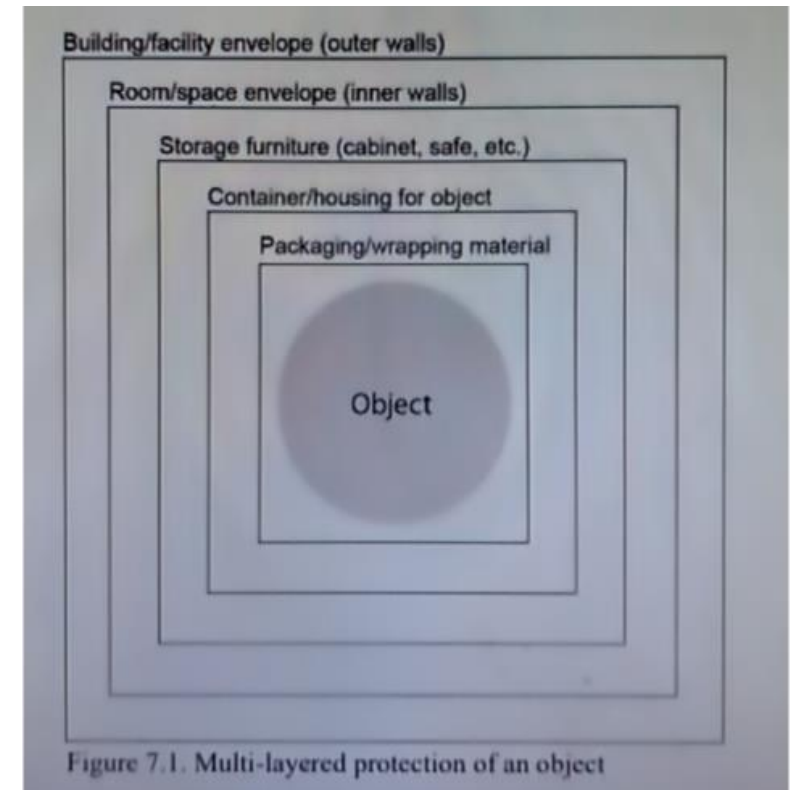 Building/facility envelope (outer walls)
Room/space envelope (inner walls)
Storage furniture (cabinet, safe, etc.)
Container/housing for object
Packaging/wrapping material
Object
Figure 7.1. Multi-layered protection of an object